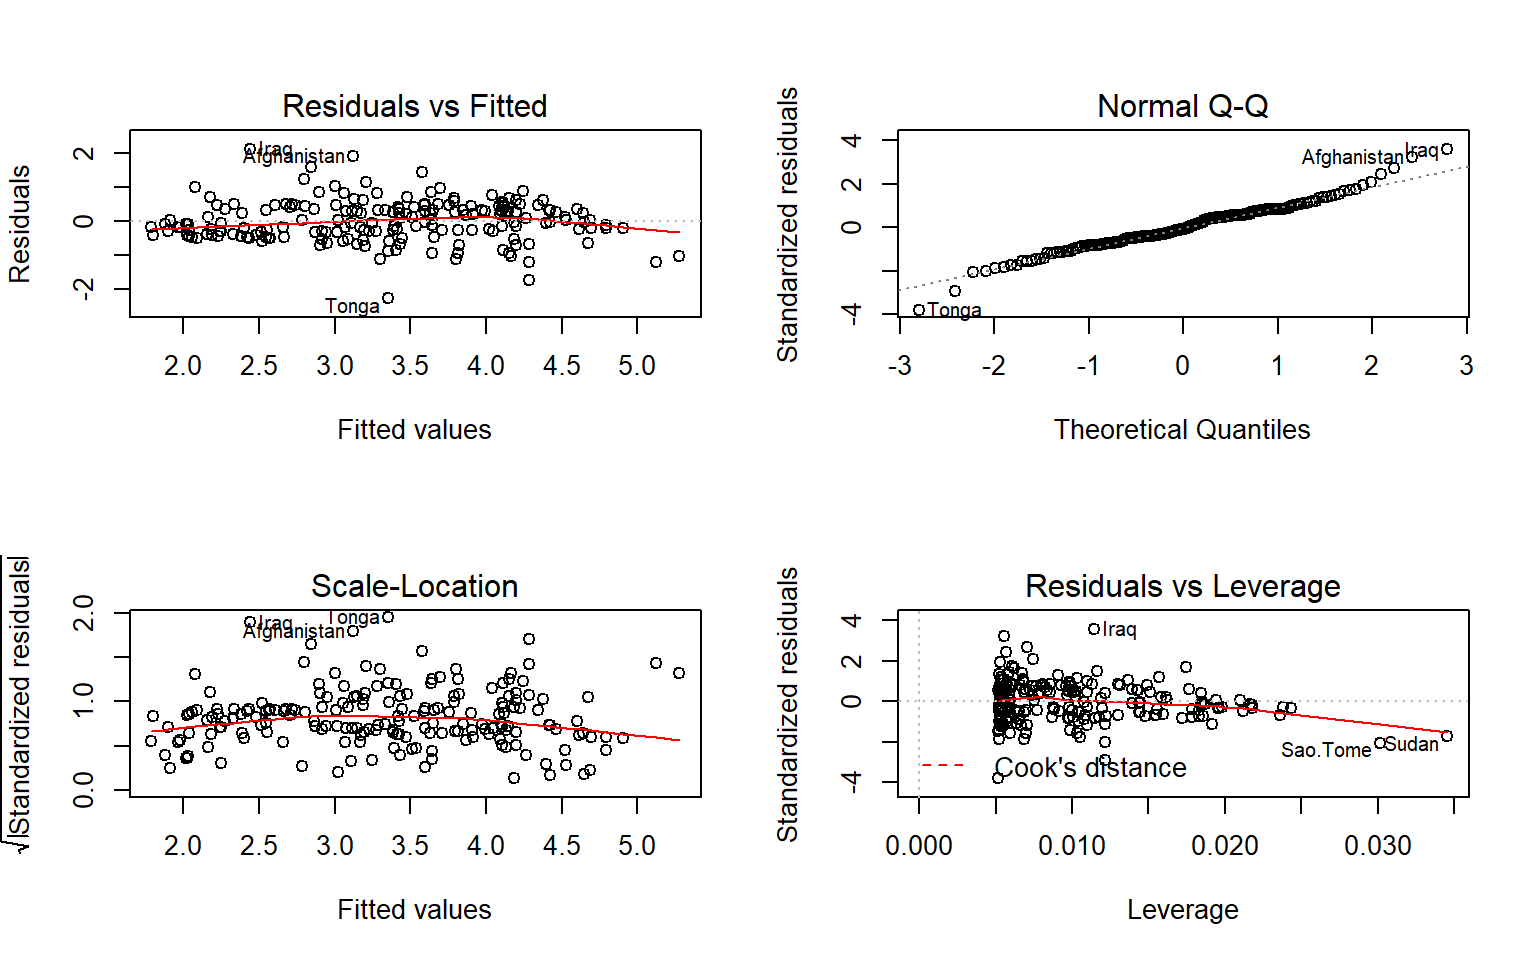 Residuals vs Fitted
Residuals
2
0
-2
Iraq
Afghanistan
Tonga
2.0 2.5 3.0 3.5 4.0 4.5 5.0
Fitted values
Normal Q-Q
Standardized residuals
4
2
0
-4
Afghanistan
Iraq
Tonga
-3 -2 -1 0 1 2 3
Theoretical Quantiles
Scale-Location
√|Standardized residuals|
2.0
1.0
0.0
Iraq
Tonga
Afghanistan
2.0 2.5 3.0 3.5 4.0 4.5 5.0
Fitted values
Residuals vs Leverage
Standardized residuals
4
2
0
-4
Iraq
Sao.Tome
Sudan
Cook's distance
0.000 0.010 0.020 0.030
Leverage